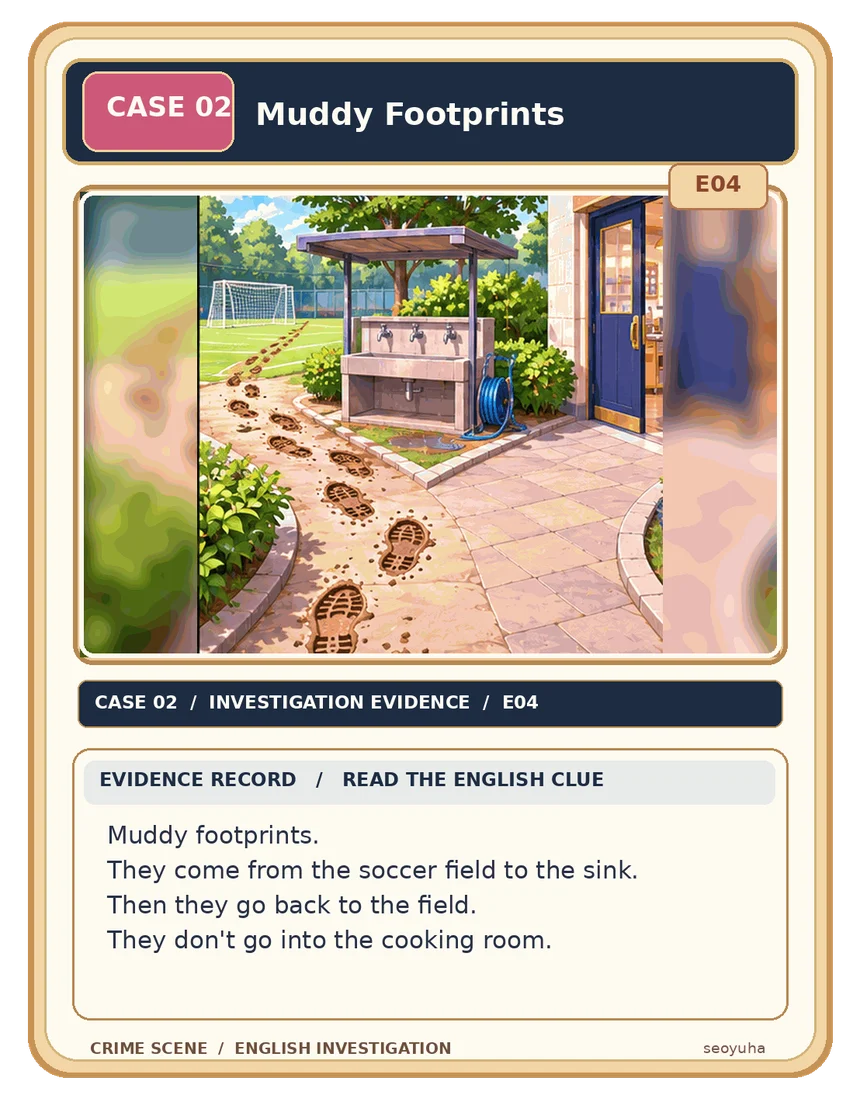 CASE 02 Muddy Footprints
E04
CASE 02 / INVESTIGATION EVIDENCE / E04
EVIDENCE RECORD / READ THE ENGLISH CLUE
Muddy footprints.
They come from the soccer field to the sink.
Then they go back to the field.
They don't go into the cooking room.
CRIME SCENE / ENGLISH INVESTIGATION seoyuha